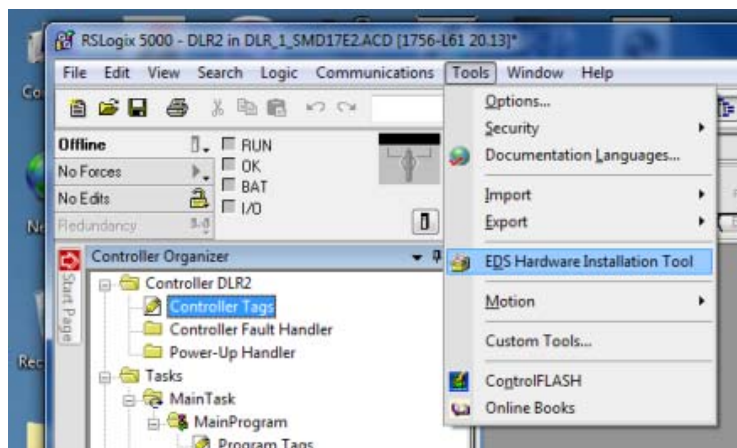 RSLogix 5000 - DLR2 in DLR_1_SMD17E2.ACD [1756-L61 20.13]*
File Edit View Search Logic Communications Tools Window Help
Offline
RUN
No Forces
OK
No Edits
BAT
Redundancy
I/O
Options...
Security
Documentation Languages...
Import
Export
EDS Hardware Installation Tool
Motion
Custom Tools...
ControlFLASH
Online Books
Start Page
Controller Organizer
Controller DLR2
Controller Tags
Controller Fault Handler
Power-Up Handler
Tasks
MainTask
MainProgram
Program Tags